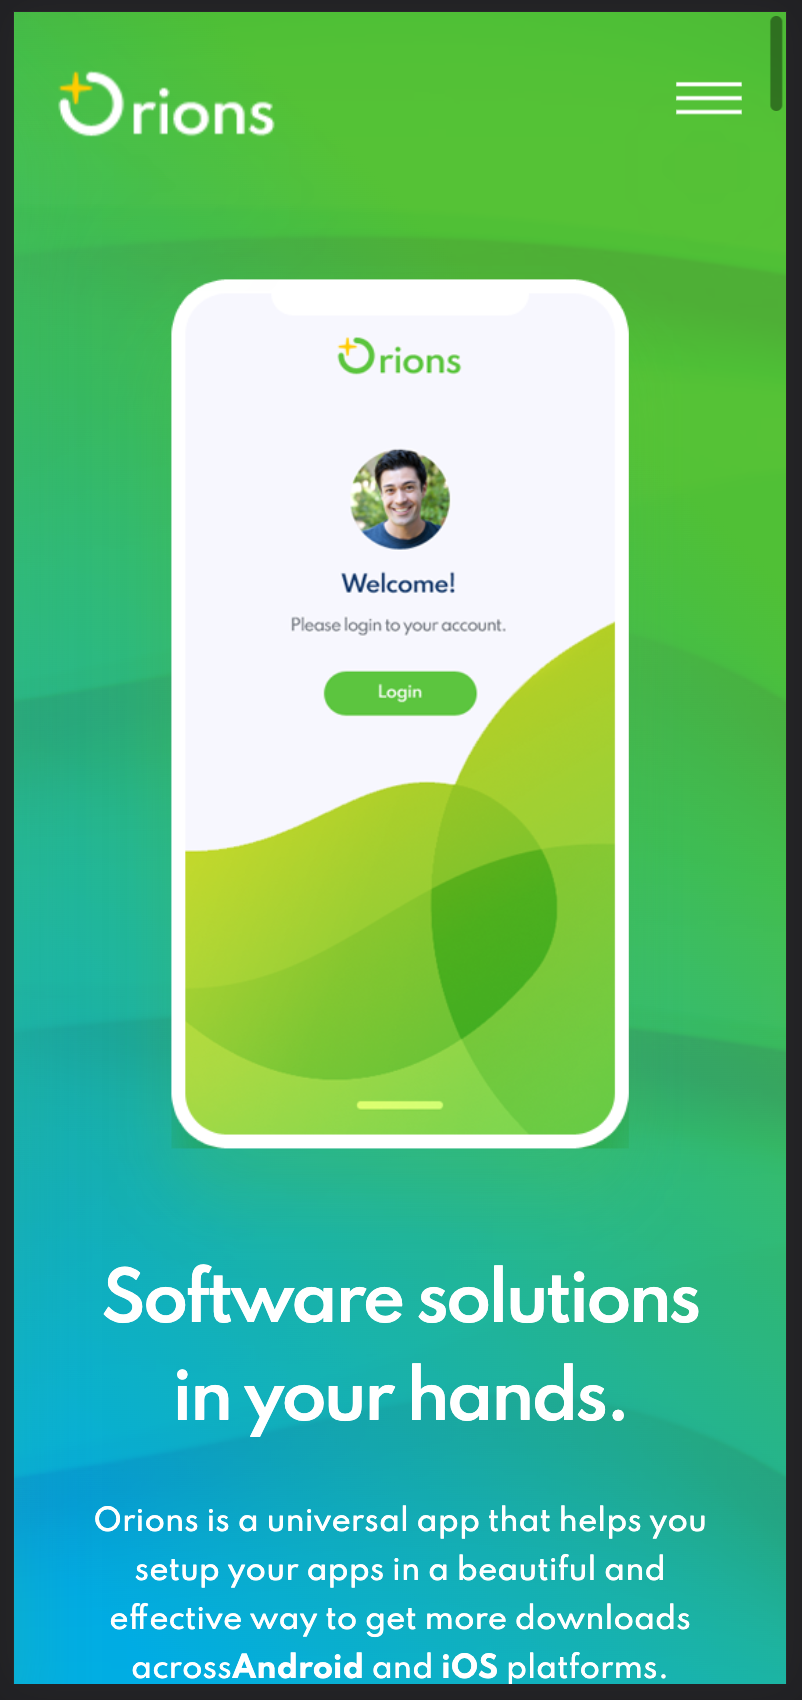 Orions
Orions
Welcome!
Please login to your account.
Login
Software solutions
in your hands.
Orions is a universal app that helps you
setup your apps in a beautiful and
effective way to get more downloads
acrossAndroid and iOS platforms.